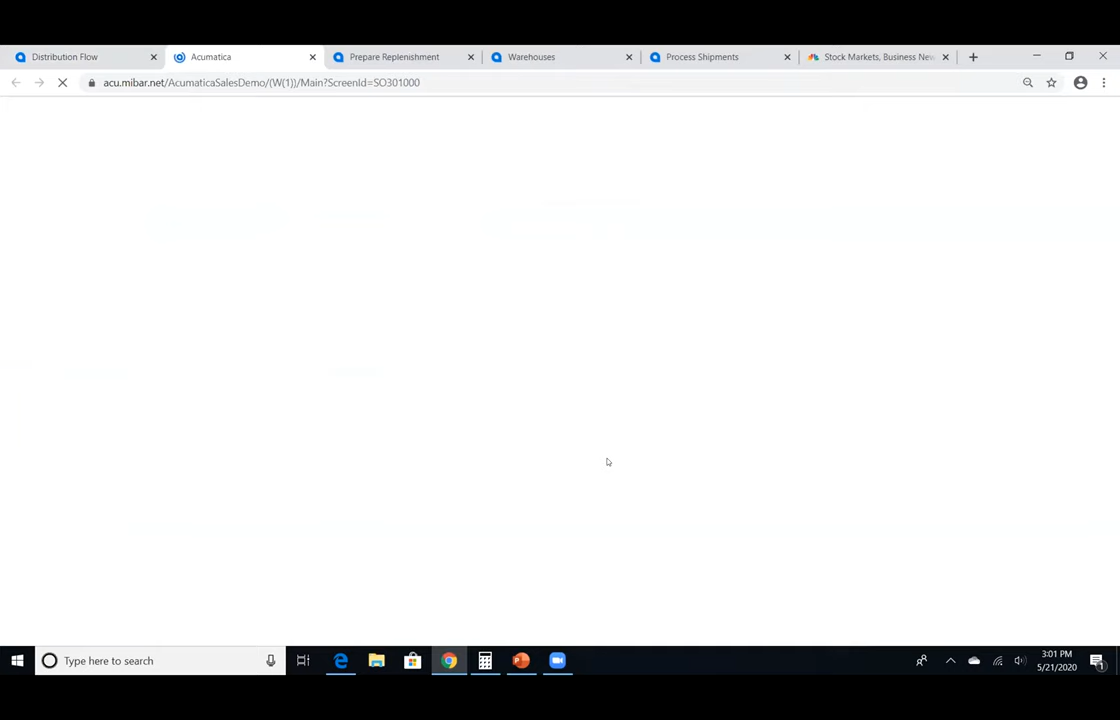 Distribution Flow
Acumatica
Prepare Replenishment
Warehouses
Process Shipments
Stock Markets, Business New
acu.mibar.net/AcumaticaSalesDemo/(W(1))/Main?ScreenId=SO301000
Type here to search
3:01 PM
5/21/2020
1